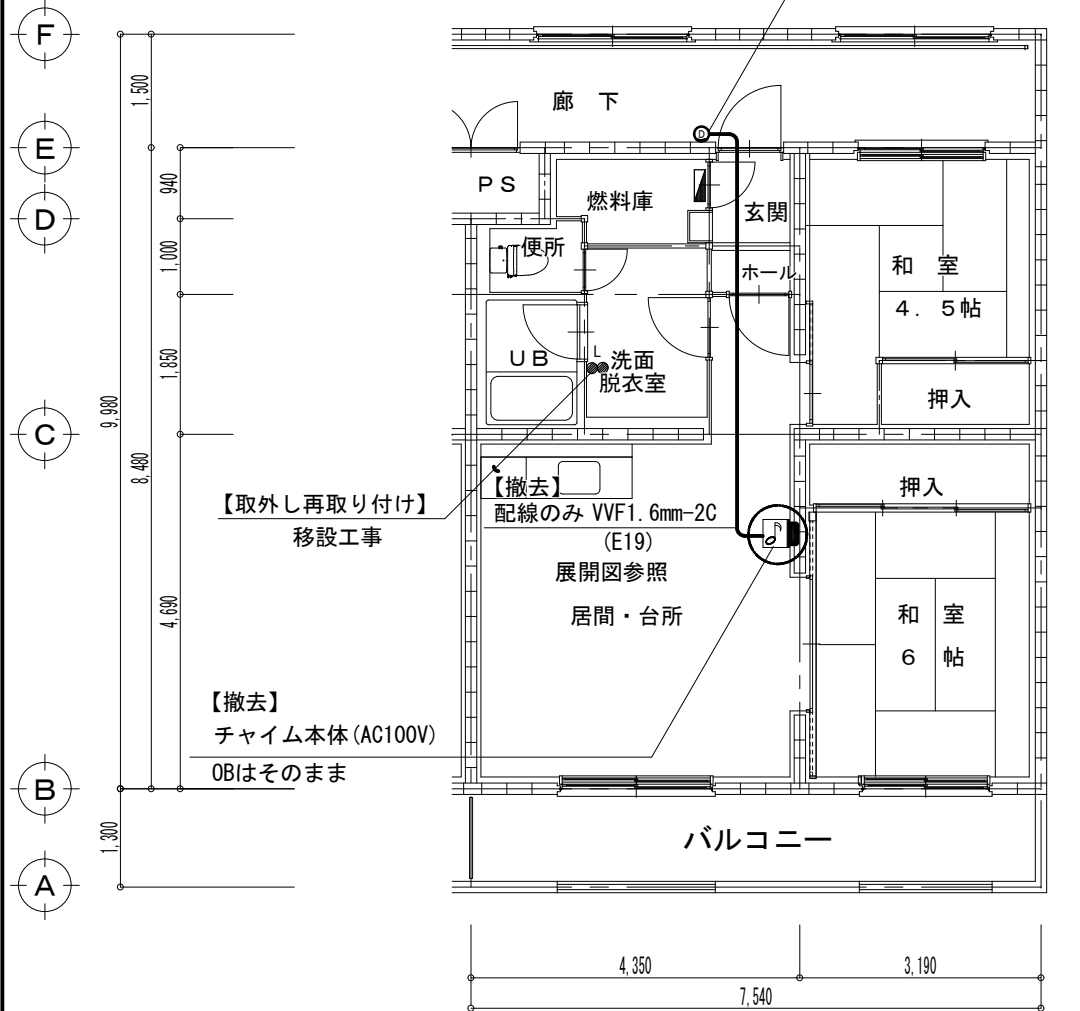 F
1,500
廊 下
E
D
PS
燃料庫
玄関
940
D
便所
ホール
和 室
4. 5帖
1,000
L
UB
洗面
脱衣室
1,850
押入
9,980
C
8,480
押入
【取外し再取り付け】
移設工事
【撤去】
配線のみ VVF1.6mm-2C
(E19)
展開図参照
居間・台所
4,690
和 室
6 帖
【撤去】
チャイム本体(AC100V)
OBはそのまま
B
1,300
バルコニー
A
4,350
3,190
7,540